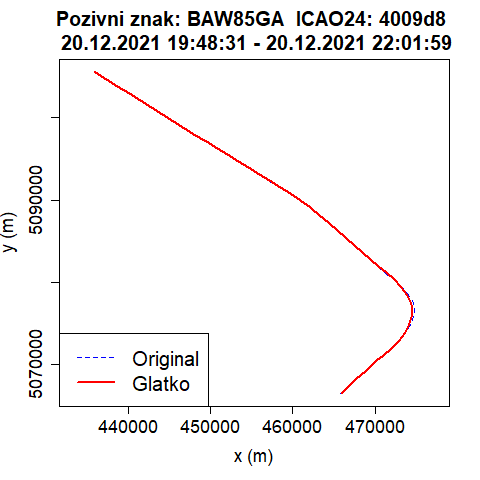 Pozivni znak: BAW85GA  ICAO24: 4009d8
20.12.2021 19:48:31 - 20.12.2021 22:01:59
y (m)
5090000
5070000
Original
Glatko
440000 450000 460000 470000
x (m)